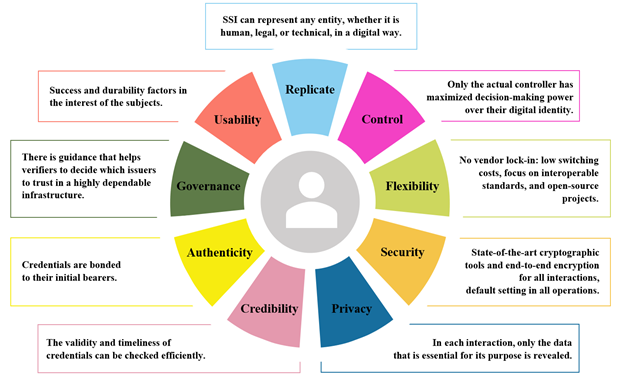 SSI can represent any entity, whether it is
human, legal, or technical, in a digital way.
Replicate
Only the actual controller has
maximized decision-making power
over their digital identity.
Control
No vendor lock-in: low switching
costs, focus on interoperable
standards, and open-source
projects.
Flexibility
State-of-the-art cryptographic
tools and end-to-end encryption
for all interactions,
default setting in all operations.
Security
In each interaction, only the data
that is essential for its purpose is revealed.
Privacy
The validity and timeliness of
credentials can be checked efficiently.
Credibility
Credentials are bonded
to their initial bearers.
Authenticity
There is guidance that helps
verifiers to decide which issuers
to trust in a highly dependable
infrastructure.
Governance
Success and durability factors in
the interest of the subjects.
Usability